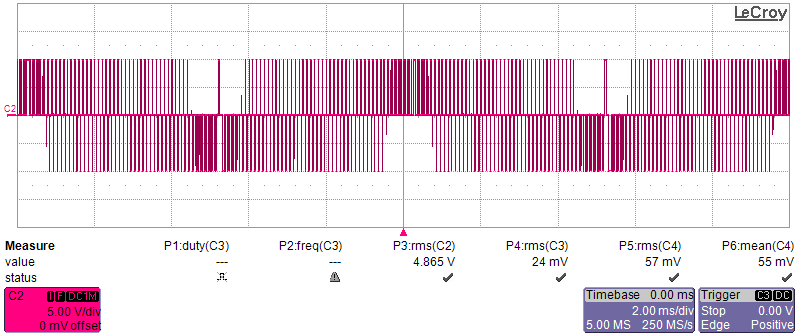 LeCroy
C2
Measure P1:duty(C3) P2:freq(C3) P3:rms(C2) P4:rms(C3) P5:rms(C4) P6:mean(C4)
value --- --- 4.865 V 24 mV 57 mV 55 mV
status
C2 F DC1M
5.00 V/div
0 mV offset
Timebase 0.00 ms
2.00 ms/div
5.00 MS 250 MS/s
Trigger C3 DC
Stop 0.00 V
Edge Positive